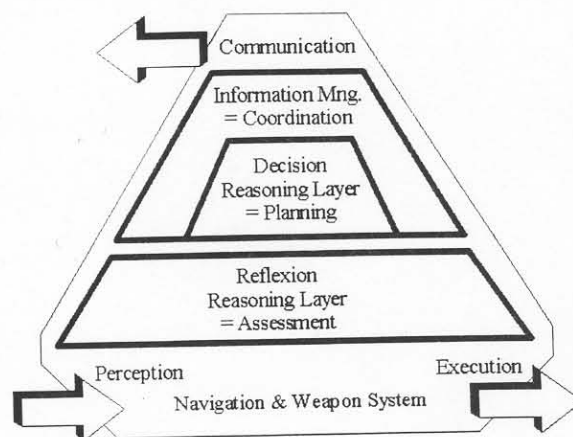 Communication
Information Mng.
= Coordination
Decision
Reasoning Layer
= Planning
Reflexion
Reasoning Layer
= Assessment
Perception
Execution
Navigation & Weapon System